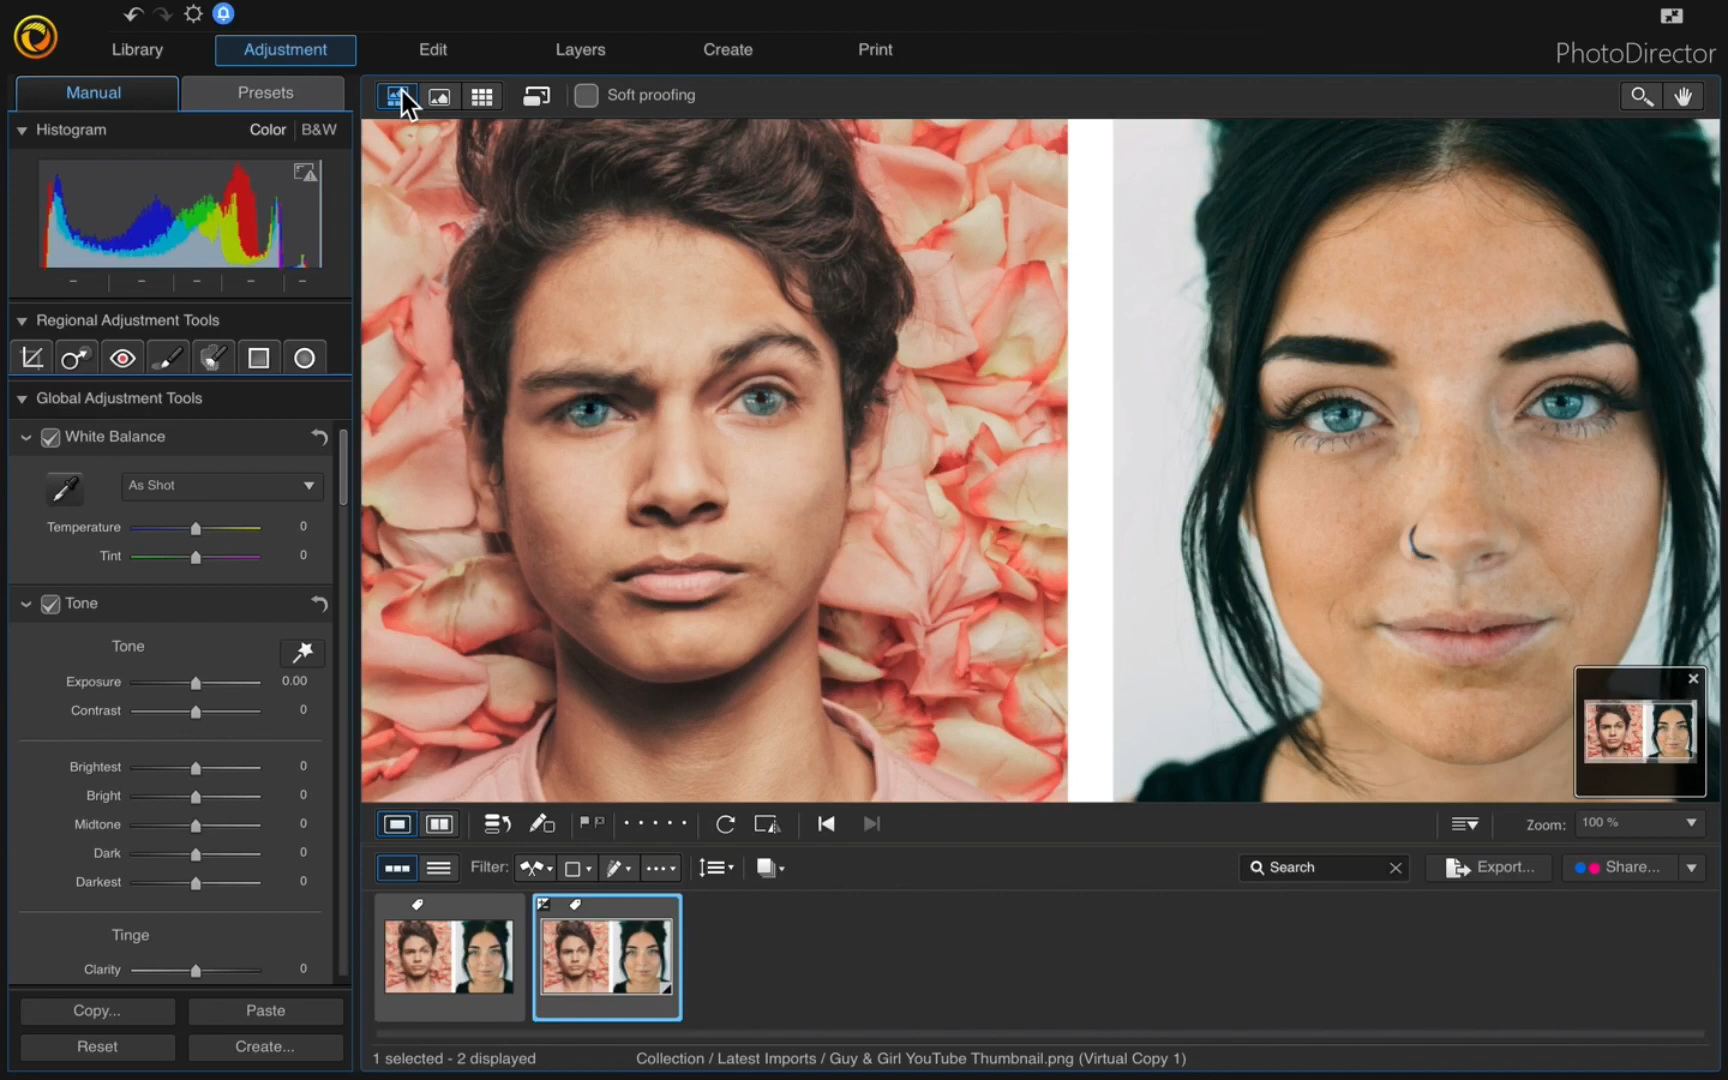 Library Adjustment Edit Layers Create Print
PhotoDirector
Manual Presets
Soft proofing
Histogram Color B&W
Regional Adjustment Tools
Global Adjustment Tools
White Balance
As Shot
Temperature 0
Tint 0
Tone
Tone
Exposure 0.00
Contrast 0
Brightest 0
Bright 0
Midtone 0
Dark 0
Darkest 0
Tinge
Clarity 0
Copy... Paste
Reset Create...
Zoom: 100 %
Filter: Search Export... Share...
1 selected - 2 displayed Collection / Latest Imports / Guy & Girl YouTube Thumbnail.png (Virtual Copy 1)